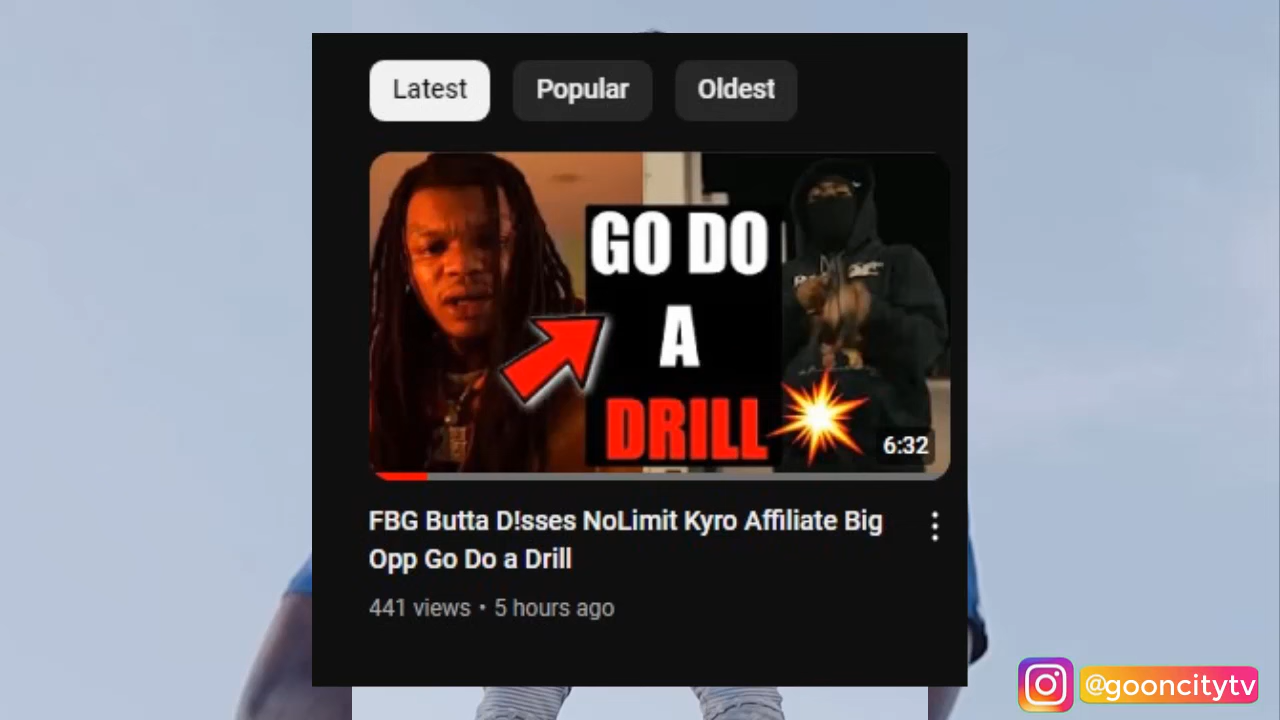 Latest Popular Oldest
GO DO
A
DRILL
6:32
FBG Butta D!sses NoLimit Kyro Affiliate Big
Opp Go Do a Drill
441 views • 5 hours ago
@gooncitytv